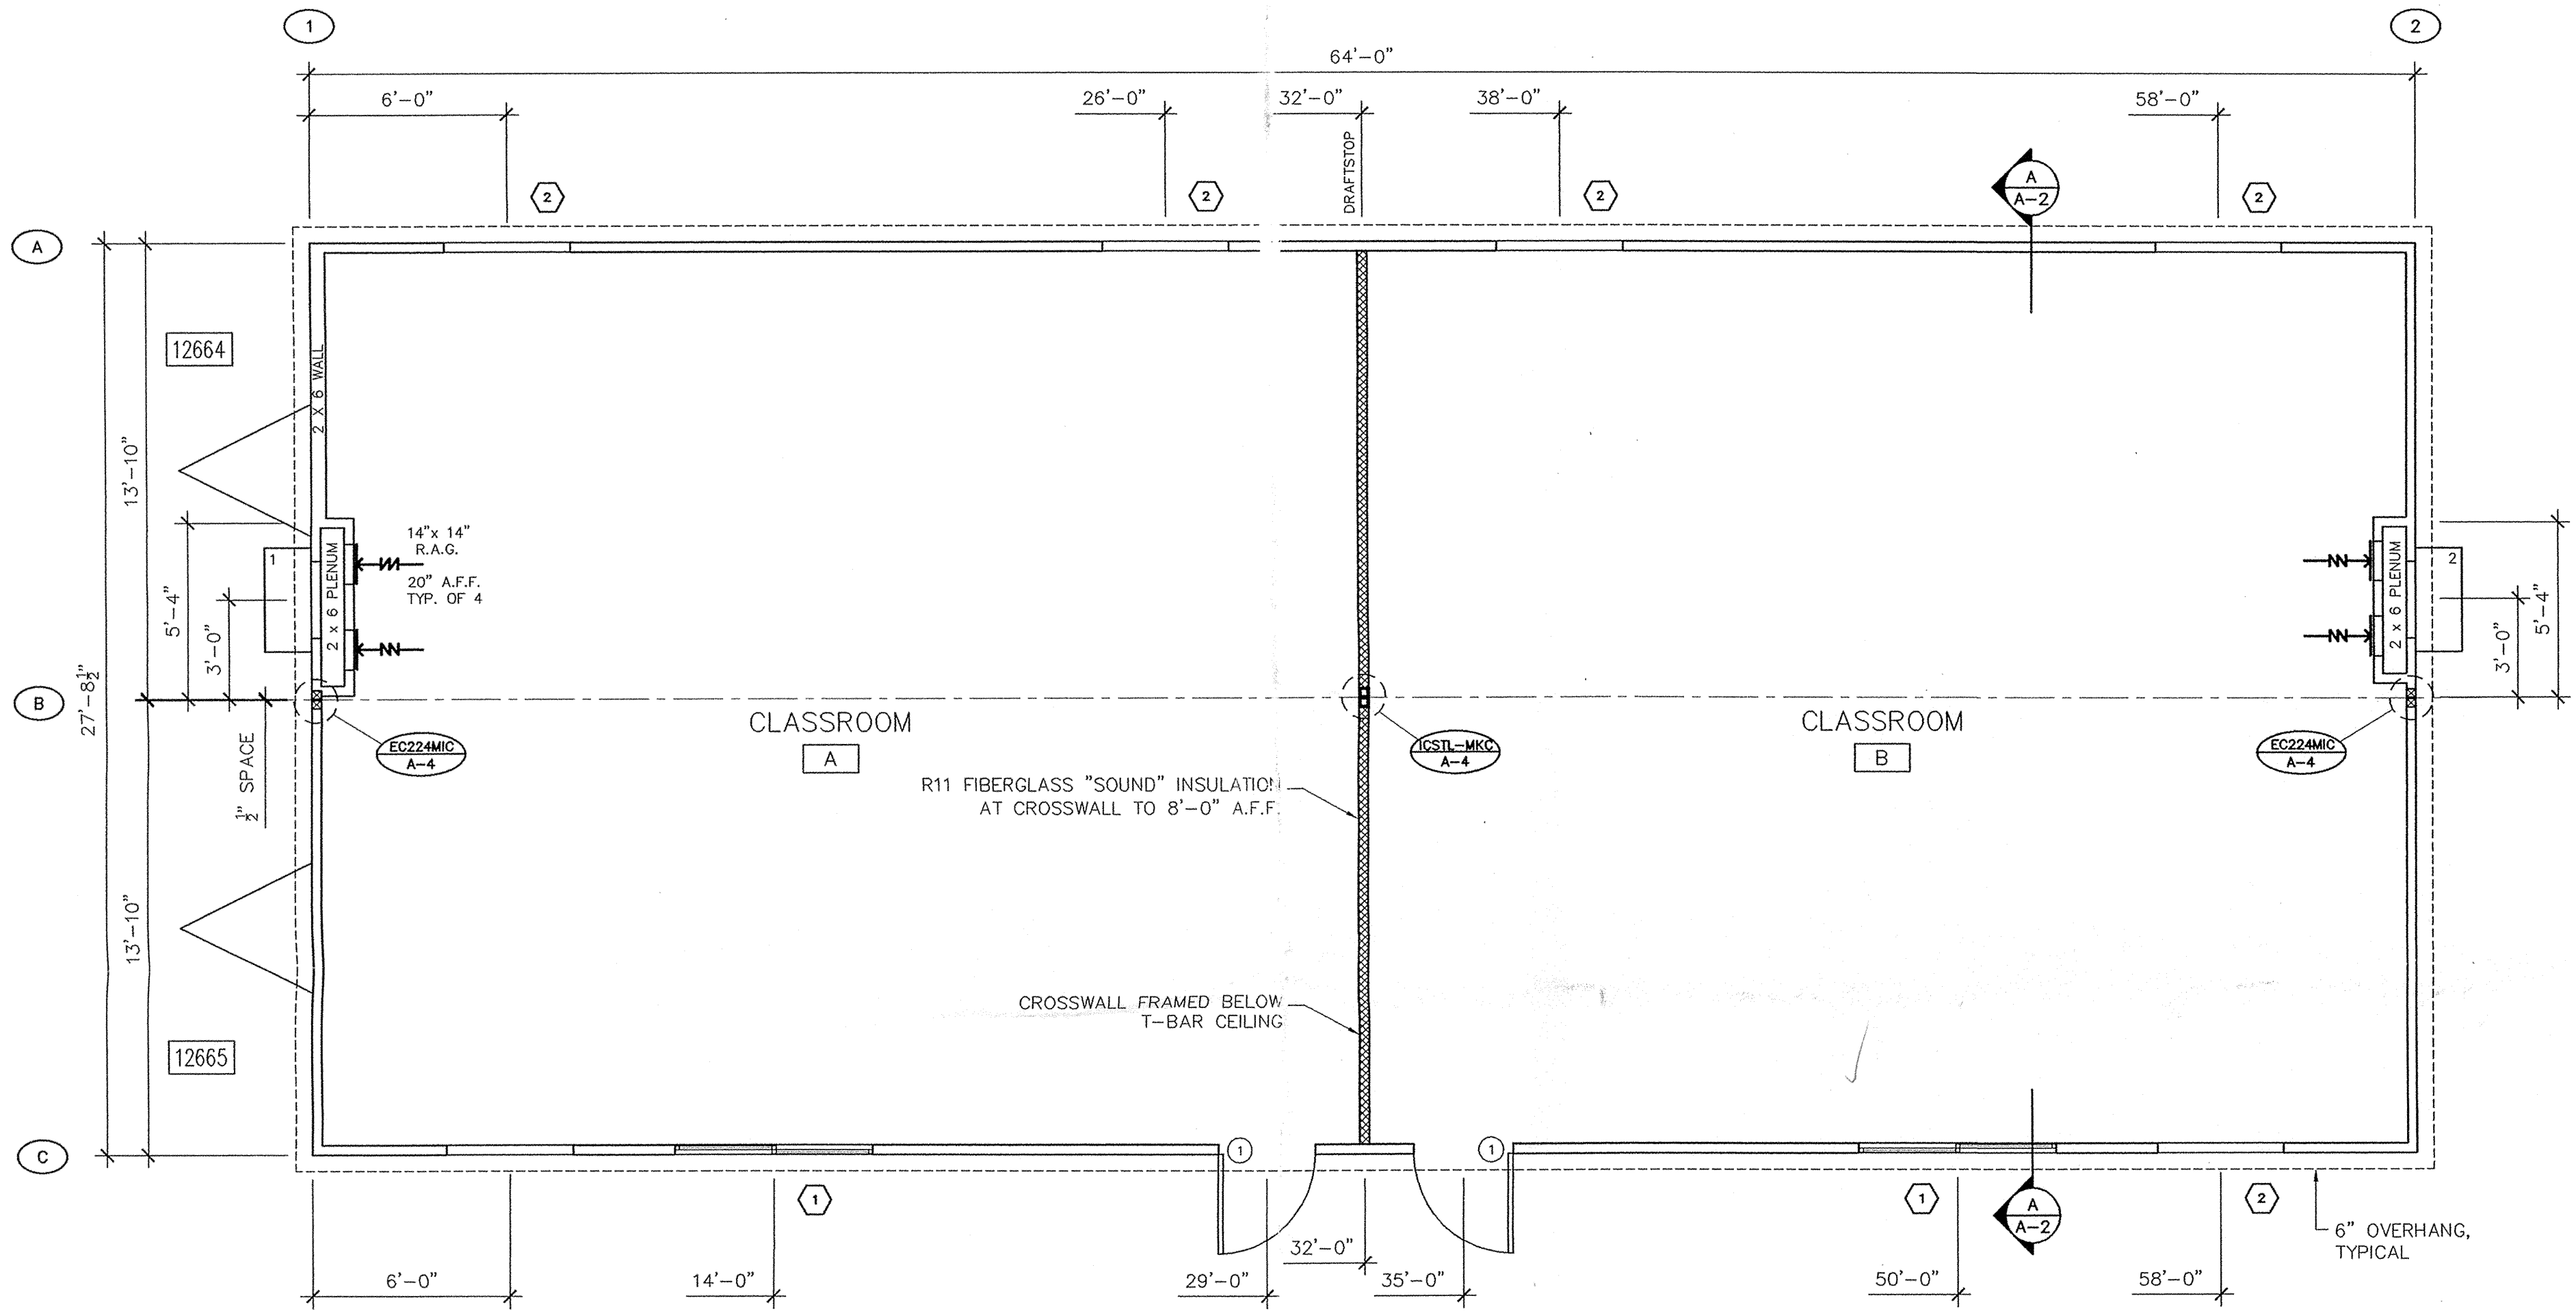 1
2
64'-0"
6'-0"
26'-0"
32'-0"
38'-0"
58'-0"
DRAFTSTOP
2
2
2
2
A
A-2
A
12664
2 X 6 WALL
13'-10"
14"x 14"
R.A.G.
20" A.F.F.
TYP. OF 4
1
2 x 6 PLENUM
5'-4"
3'-0"
2
2 x 6 PLENUM
5'-4"
3'-0"
B
27'-8½"
½" SPACE
EC224MIC
A-4
CLASSROOM
A
ICSTL-MKC
A-4
CLASSROOM
B
EC224MIC
A-4
R11 FIBERGLASS "SOUND" INSULATION
AT CROSSWALL TO 8'-0" A.F.F.
13'-10"
CROSSWALL FRAMED BELOW
T-BAR CEILING
12665
C
1
1
1
1
A
A-2
2
6" OVERHANG,
TYPICAL
6'-0"
14'-0"
29'-0"
32'-0"
35'-0"
50'-0"
58'-0"